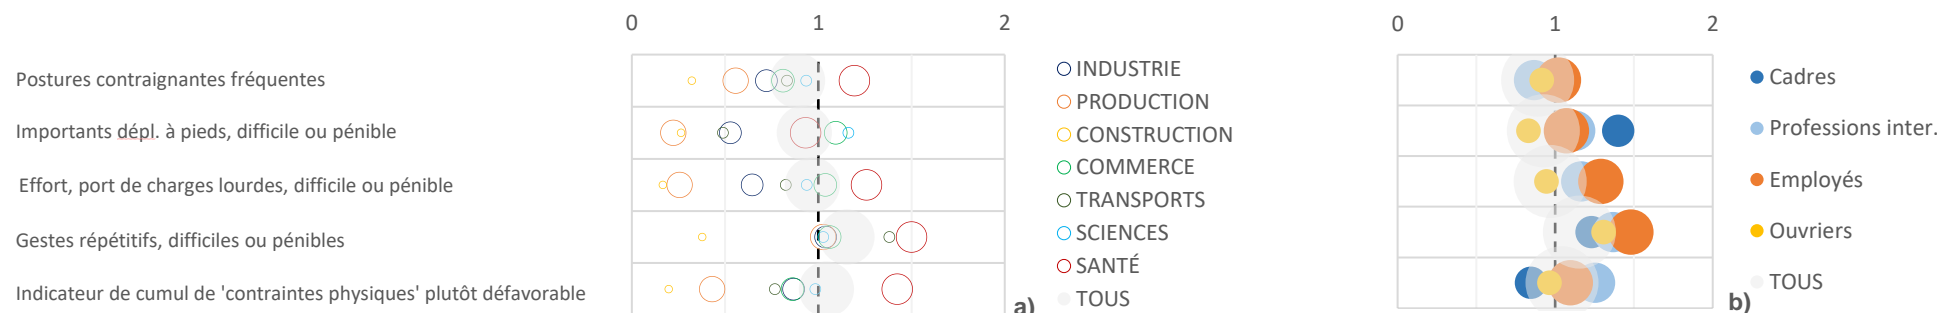 0 1 2
0 1 2
Postures contraignantes fréquentes
Importants dépl. à pieds, difficile ou pénible
Effort, port de charges lourdes, difficile ou pénible
Gestes répétitifs, difficiles ou pénibles
Indicateur de cumul de 'contraintes physiques' plutôt défavorable
INDUSTRIE
PRODUCTION
CONSTRUCTION
COMMERCE
TRANSPORTS
SCIENCES
SANTÉ
TOUS
a)
Cadres
Professions inter.
Employés
Ouvriers
TOUS
b)